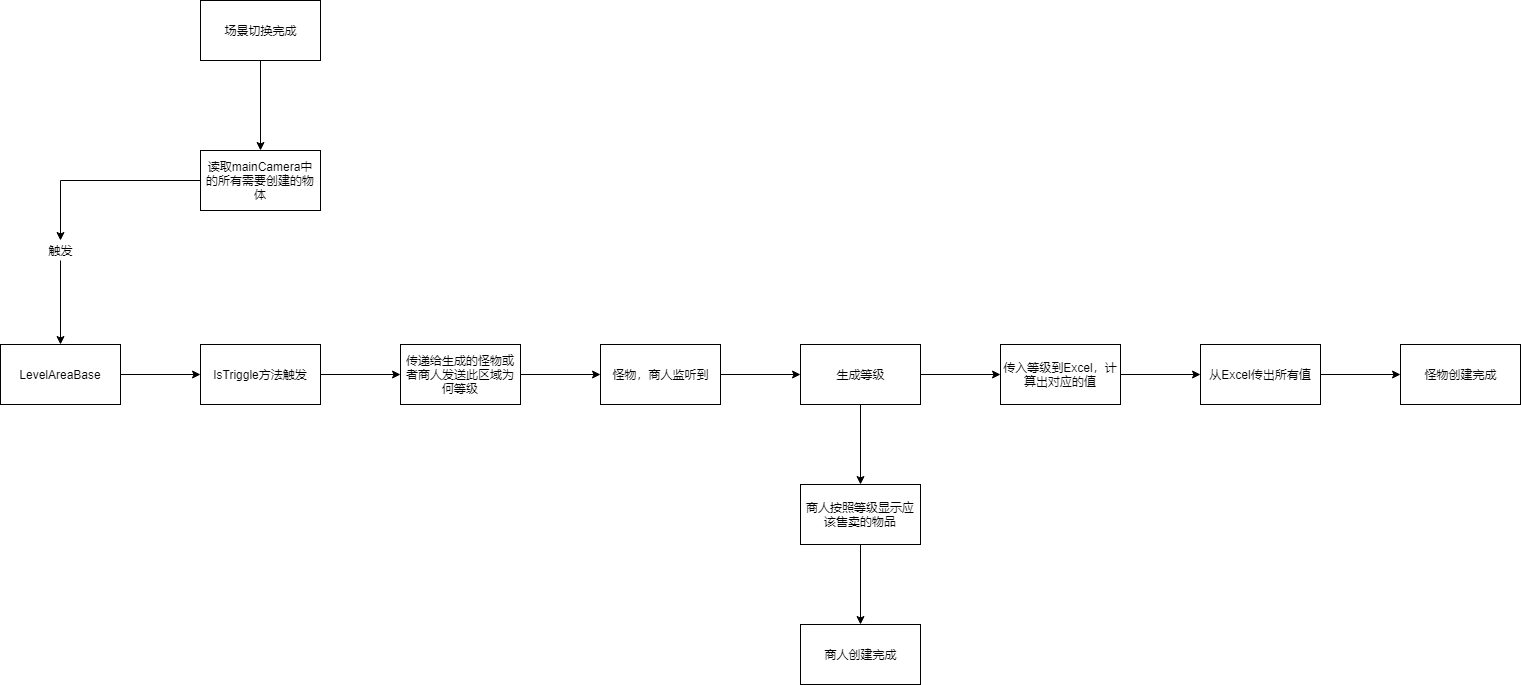 场景切换完成
读取mainCamera中
的所有需要创建的物
体
触发
LevelAreaBase
IsTriggle方法触发
传递给生成的怪物或
者商人发送此区域为
何等级
怪物，商人监听到
生成等级
传入等级到Excel，计
算出对应的值
从Excel传出所有值
怪物创建完成
商人按照等级显示应
该售卖的物品
商人创建完成